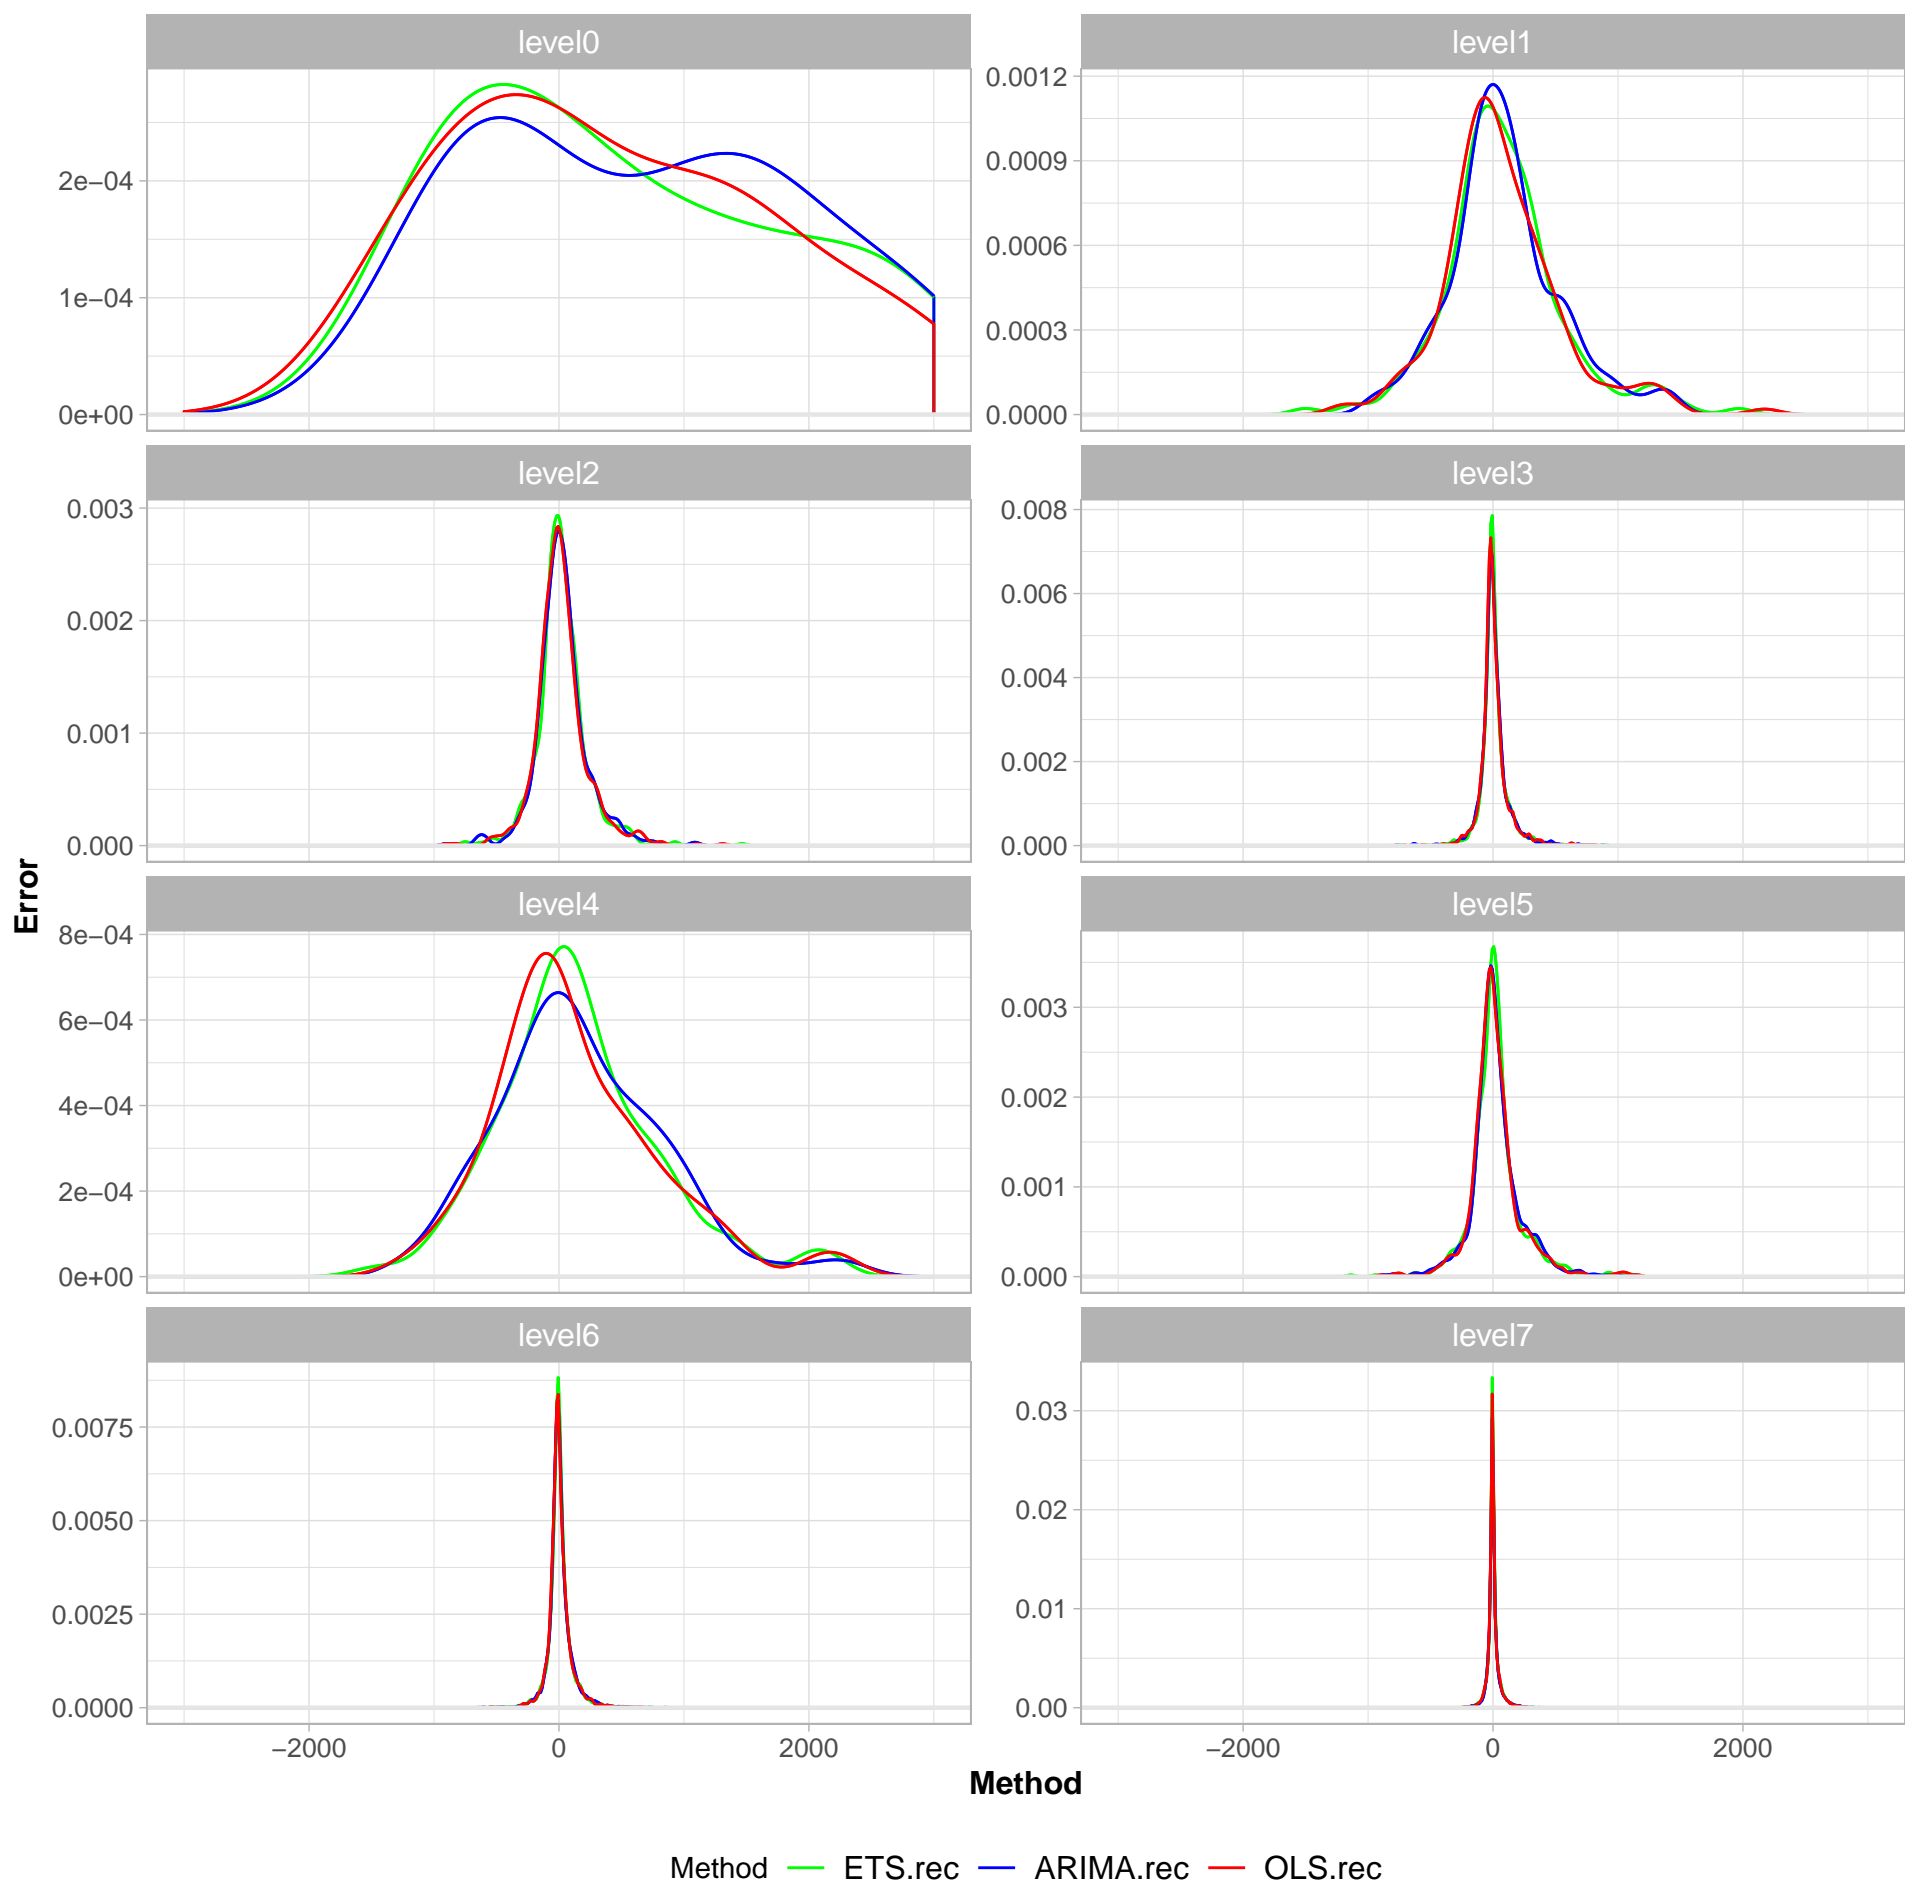 level0
level1
2e−04
1e−04
0e+00
0.0012
0.0009
0.0006
0.0003
0.0000
level2
level3
0.003
0.002
0.001
0.000
0.008
0.006
0.004
0.002
0.000
level4
level5
8e−04
6e−04
4e−04
2e−04
0e+00
0.003
0.002
0.001
0.000
level6
level7
0.0075
0.0050
0.0025
0.0000
0.03
0.02
0.01
0.00
−2000 0 2000
−2000 0 2000
Error
Method
Method ETS.rec ARIMA.rec OLS.rec